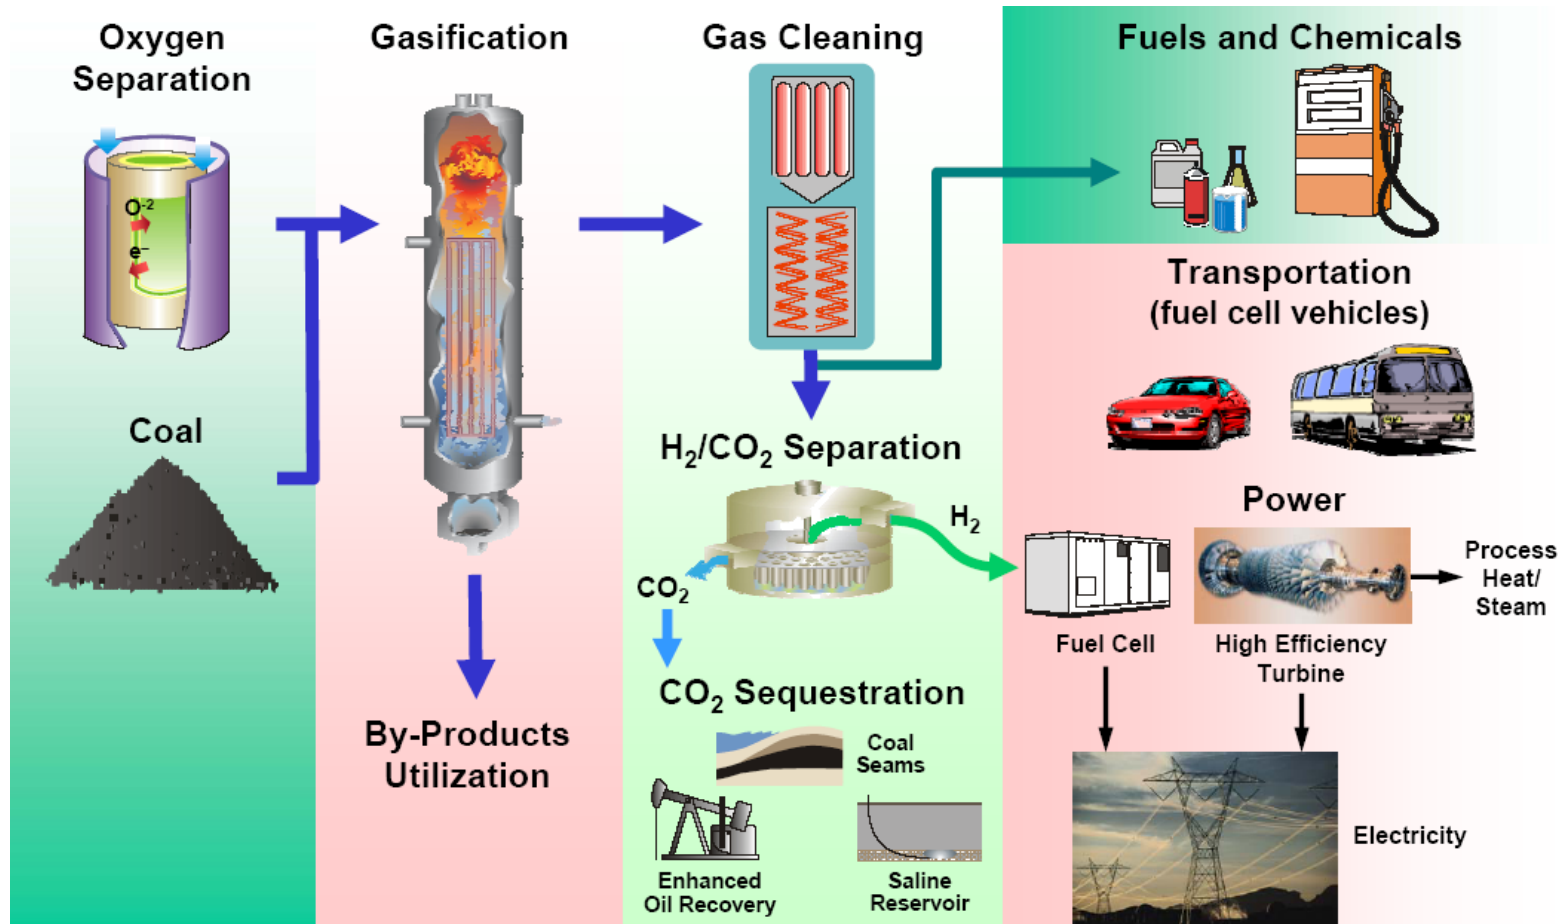 Oxygen
Separation
O⁻²
e⁻
Coal
Gasification
By-Products
Utilization
Gas Cleaning
H₂/CO₂ Separation
H₂
CO₂
CO₂ Sequestration
Coal
Seams
Enhanced
Oil Recovery
Saline
Reservoir
Fuels and Chemicals
Transportation
(fuel cell vehicles)
Power
Process
Heat/
Steam
Fuel Cell
High Efficiency
Turbine
Electricity